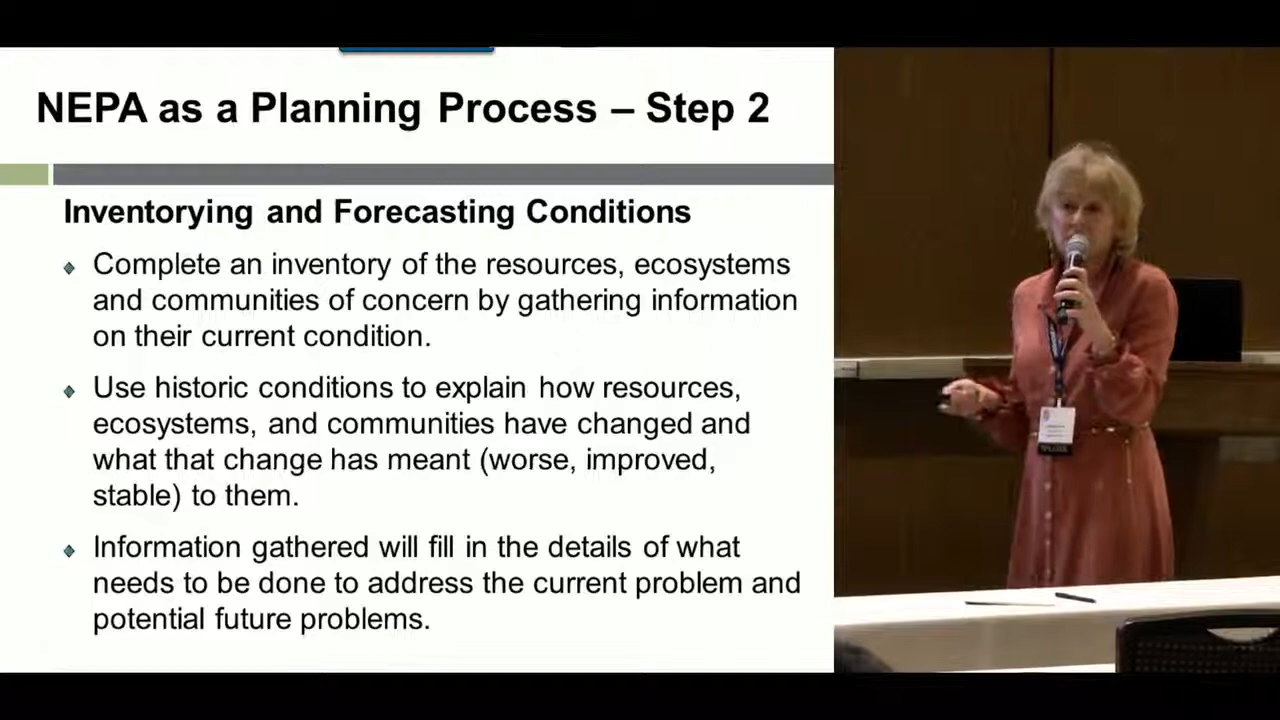 NEPA as a Planning Process – Step 2
Inventorying and Forecasting Conditions
Complete an inventory of the resources, ecosystems
and communities of concern by gathering information
on their current condition.
Use historic conditions to explain how resources,
ecosystems, and communities have changed and
what that change has meant (worse, improved,
stable) to them.
Information gathered will fill in the details of what
needs to be done to address the current problem and
potential future problems.